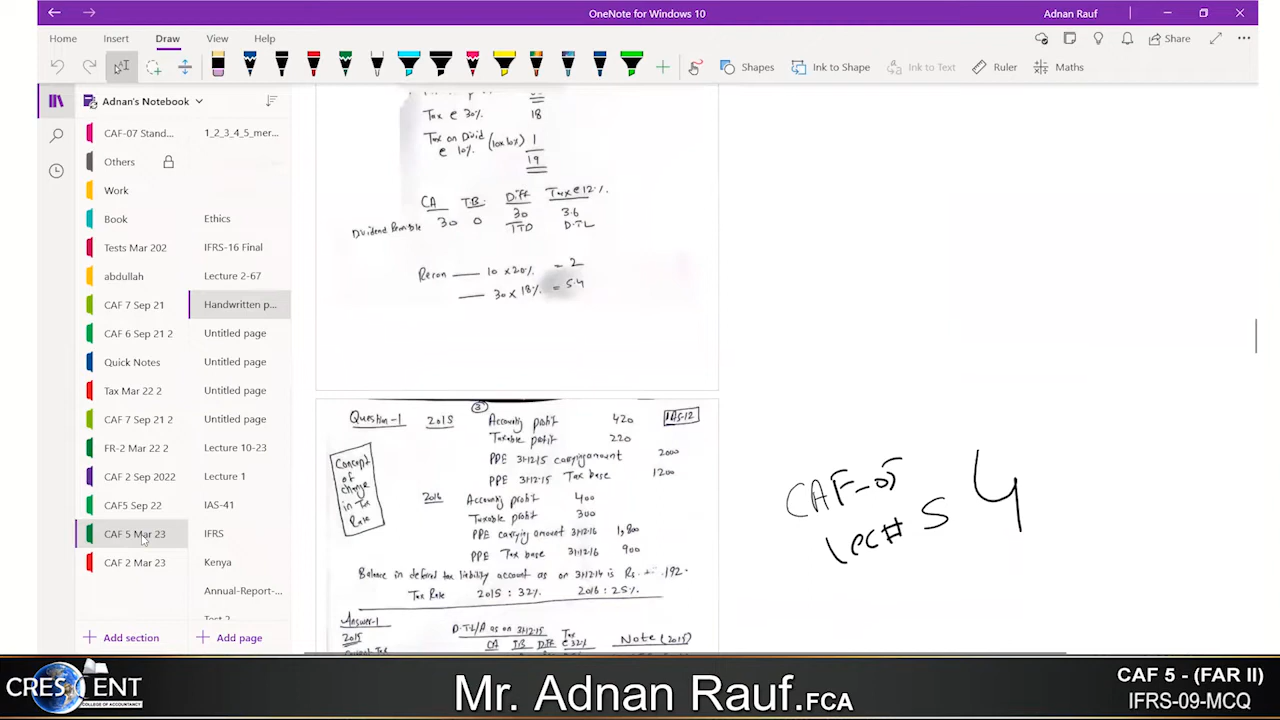 OneNote for Windows 10
Adnan Rauf
Home Insert Draw View Help
Share
Shapes Ink to Shape Ink to Text Ruler Maths
Adnan's Notebook
CAF-07 Stand...
Others
Work
Book
Tests Mar 202
abdullah
CAF 7 Sep 21
CAF 6 Sep 21 2
Quick Notes
Tax Mar 22 2
CAF 7 Sep 21 2
FR-2 Mar 22 2
CAF 2 Sep 2022
CAF5 Sep 22
CAF 5 Mar 23
CAF 2 Mar 23
Add section
1_2_3_4_5_mer...
Ethics
IFRS-16 Final
Lecture 2-67
Handwritten p...
Untitled page
Untitled page
Untitled page
Untitled page
Lecture 10-23
Lecture 1
IAS-41
IFRS
Kenya
Annual-Report-...
Test 2
Add page
Tax @ 30% 18
Tax on Divid (10x10%) 1
@ 10%
19
CA T.B. Diff Tax@12%.
Dividend Receivable 30 0 30 3.6
TTD DTL
Recon 10 x 20% = 2
30 x 18% = 5.4
3
Question-1 2015 Accounting profit 420 IAS-12
Taxable profit 220
PPE 31-12-15 carrying amount 2000
PPE 31-12-15 Tax base 1200
Concept of change in Tax Rate
2016 Accounting profit 400
Taxable profit 300
PPE carrying amount 31-12-16 1,800
PPE Tax base 31-12-16 900
Balance in deferred tax liability account as on 31-12-14 is Rs. 192.
Tax Rate 2015 : 32% 2016 : 25%.
Answer-1
2015 D.TL/A as on 31-12-15 Tax @32% Note (2015)
Current Tax CA TB Diff
CAF-05
Lec# 54
CRESCENT
COLLEGE OF ACCOUNTANCY
Mr. Adnan Rauf.FCA
CAF 5 - (FAR II)
IFRS-09-MCQ